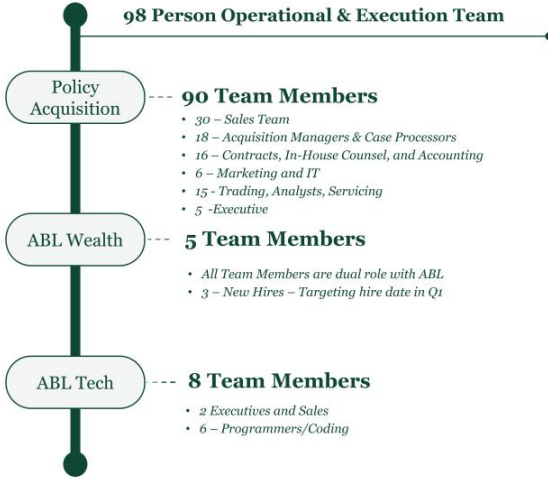 98 Person Operational & Execution Team
Policy
Acquisition
90 Team Members
• 30 – Sales Team
• 18 – Acquisition Managers & Case Processors
• 16 – Contracts, In-House Counsel, and Accounting
• 6 – Marketing and IT
• 15 - Trading, Analysts, Servicing
• 5 -Executive
ABL Wealth
5 Team Members
• All Team Members are dual role with ABL
• 3 – New Hires – Targeting hire date in Q1
ABL Tech
8 Team Members
• 2 Executives and Sales
• 6 – Programmers/Coding